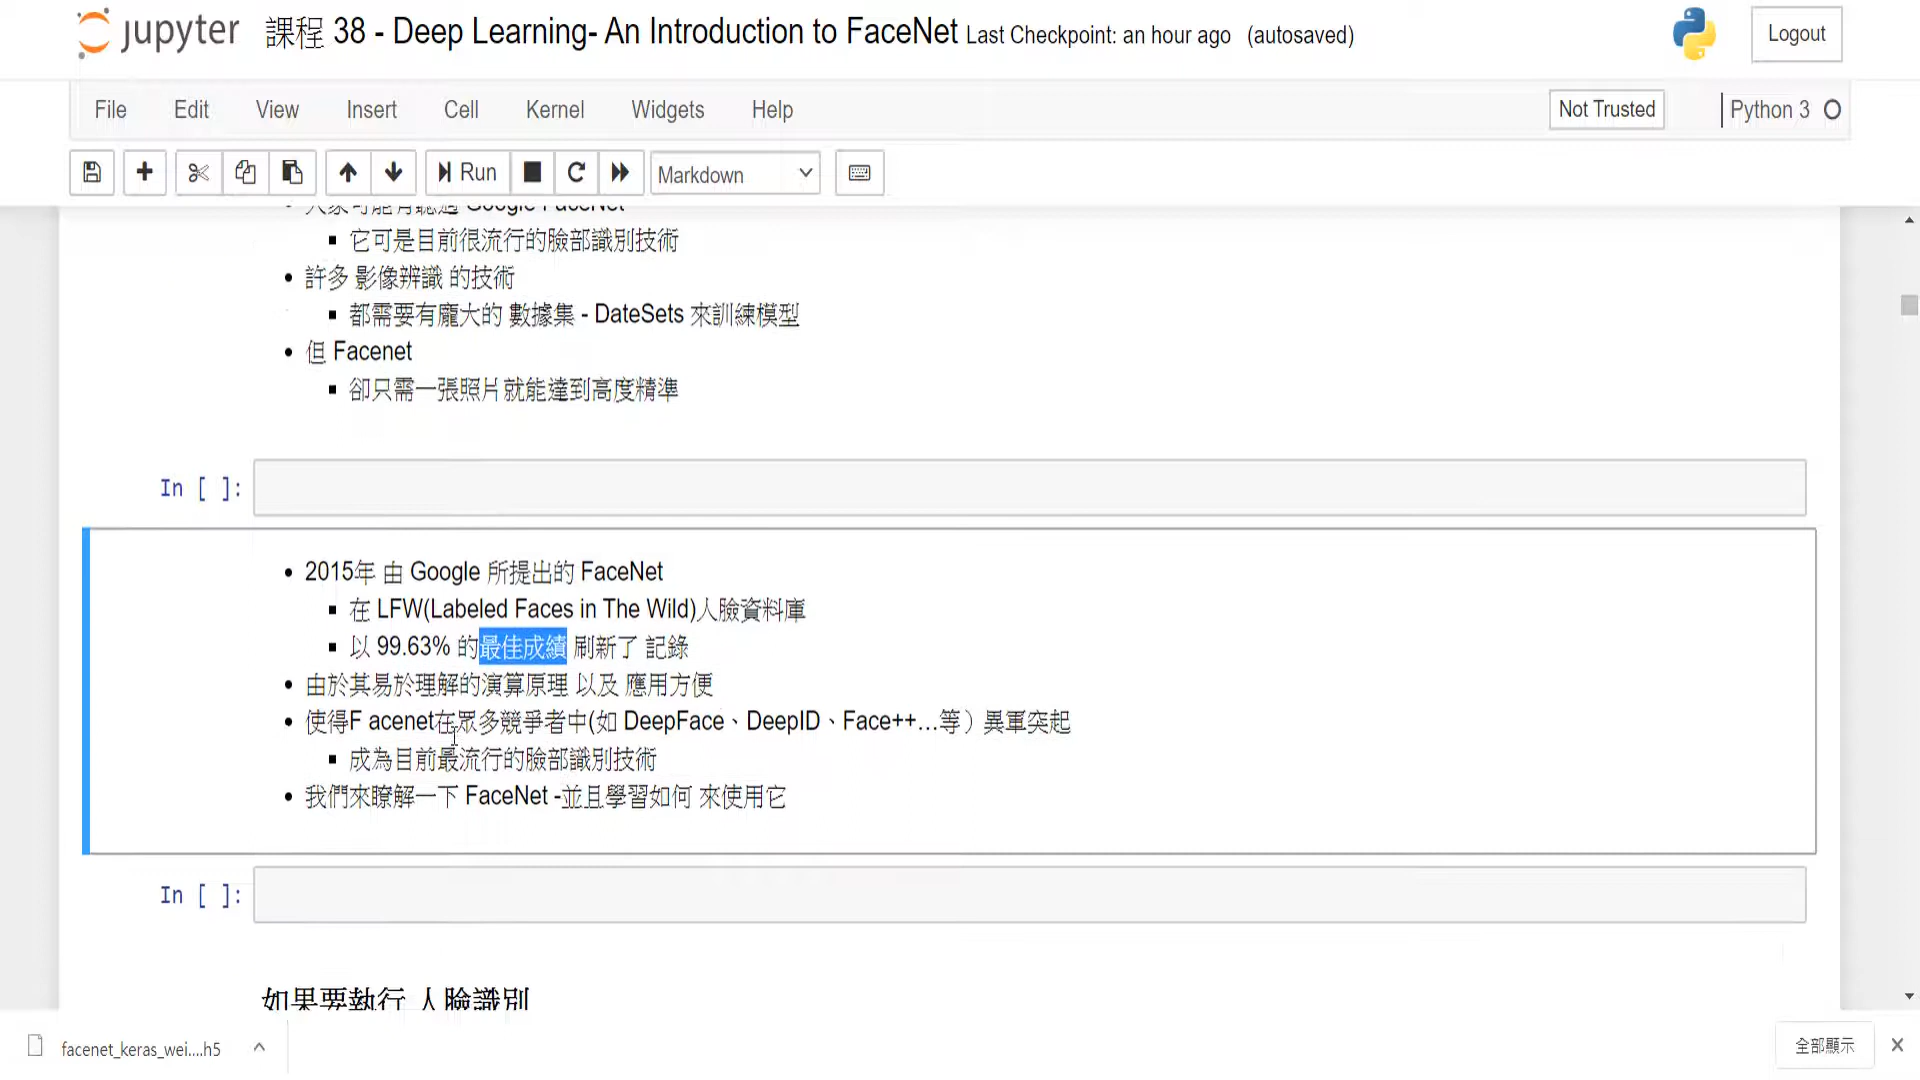 jupyter 課程 38 - Deep Learning- An Introduction to FaceNet Last Checkpoint: an hour ago (autosaved)
Logout
File Edit View Insert Cell Kernel Widgets Help
Not Trusted
Python 3
Run
Markdown
大家可能有聽過 Google FaceNet
它可是目前很流行的臉部識別技術
許多 影像辨識 的技術
都需要有龐大的 數據集 - DateSets 來訓練模型
但 Facenet
卻只需一張照片就能達到高度精準
In [ ]:
2015年 由 Google 所提出的 FaceNet
在 LFW(Labeled Faces in The Wild)人臉資料庫
以 99.63% 的最佳成績 刷新了 記錄
由於其易於理解的演算原理 以及 應用方便
使得F acenet在眾多競爭者中(如 DeepFace、DeepID、Face++…等）異軍突起
成為目前最流行的臉部識別技術
我們來瞭解一下 FaceNet -並且學習如何 來使用它
In [ ]:
如果要執行 人臉識別
facenet_keras_wei....h5
全部顯示